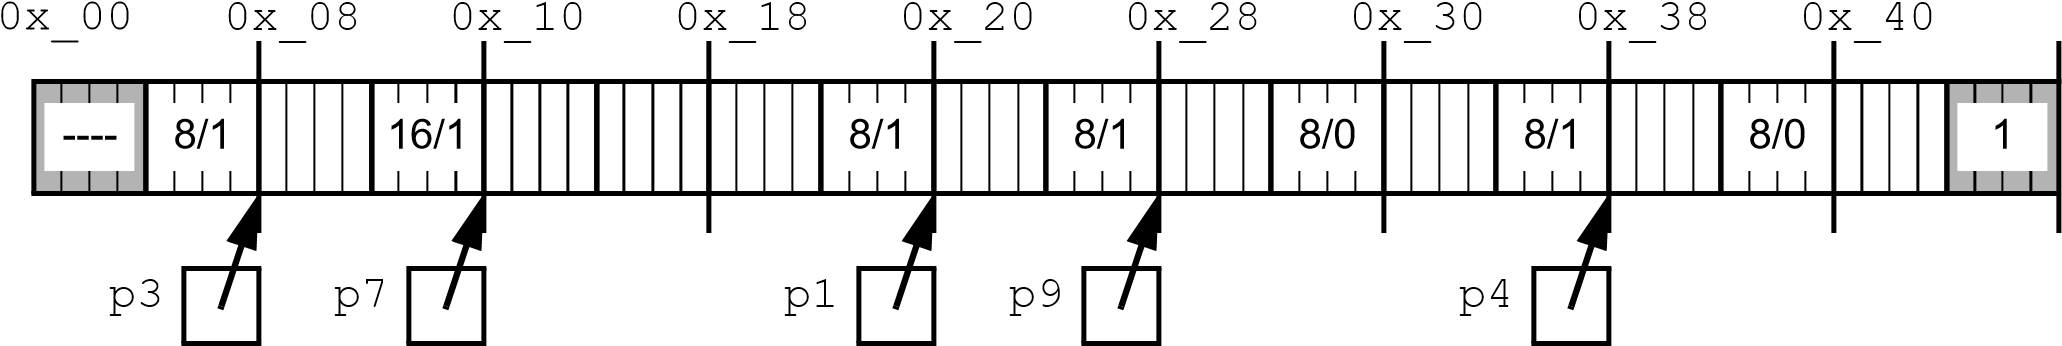 0x_00 0x_08 0x_10 0x_18 0x_20 0x_28 0x_30 0x_38 0x_40
---- 8/1 16/1 8/1 8/1 8/0 8/1 8/0 1
p3 p7 p1 p9 p4